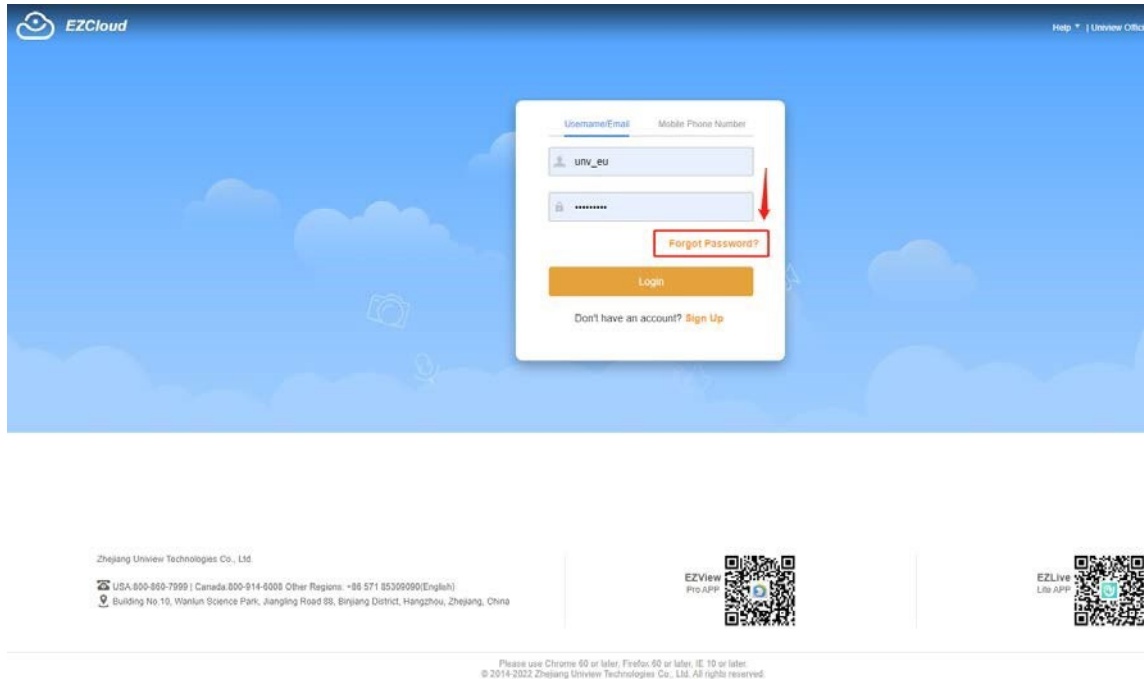 EZCloud
Help | Uniview Offic
Username/Email Mobile Phone Number
unv_eu
•••••••••
Forgot Password?
Login
Don't have an account? Sign Up
Zhejiang Uniview Technologies Co., Ltd.
USA:800-860-7999 | Canada:800-914-6008 Other Regions: +86 571 85309090(English)
Building No.10, Wanlun Science Park, Jiangling Road 88, Binjiang District, Hangzhou, Zhejiang, China
EZView
Pro APP
EZLive
Lite APP
Please use Chrome 60 or later, Firefox 60 or later, IE 10 or later.
© 2014-2022 Zhejiang Uniview Technologies Co., Ltd. All rights reserved.